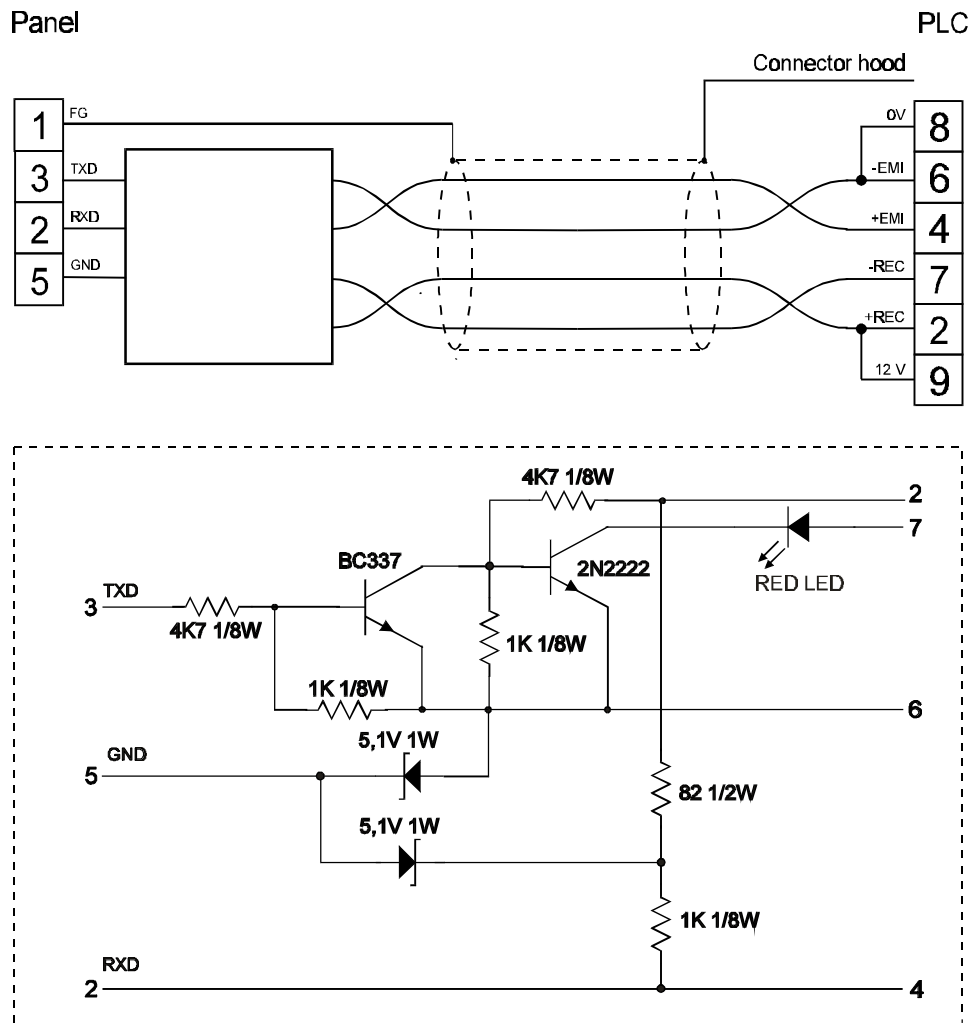 Panel
PLC
Connector hood
1
FG
3
TXD
2
RXD
5
GND
0V
8
-EMI
6
+EMI
4
-REC
7
+REC
2
12 V
9
4K7 1/8W
2
7
BC337
2N2222
RED LED
3
TXD
4K7 1/8W
1K 1/8W
1K 1/8W
6
5,1V 1W
5
GND
82 1/2W
5,1V 1W
1K 1/8W
RXD
2
4